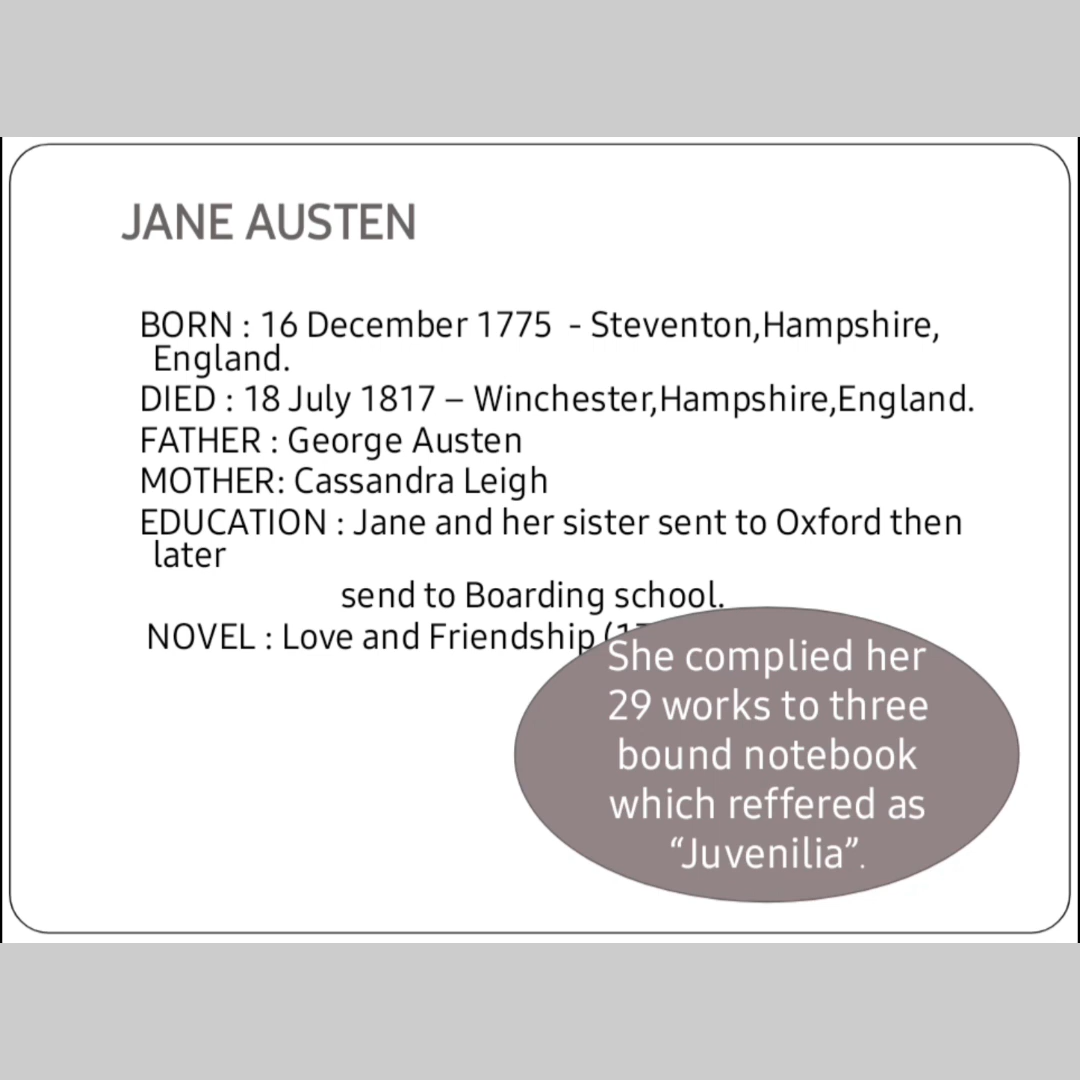 JANE AUSTEN
BORN : 16 December 1775 - Steventon,Hampshire,
England.
DIED : 18 July 1817 – Winchester,Hampshire,England.
FATHER : George Austen
MOTHER: Cassandra Leigh
EDUCATION : Jane and her sister sent to Oxford then
later
send to Boarding school.
NOVEL : Love and Friendship
She complied her
29 works to three
bound notebook
which reffered as
“Juvenilia”.